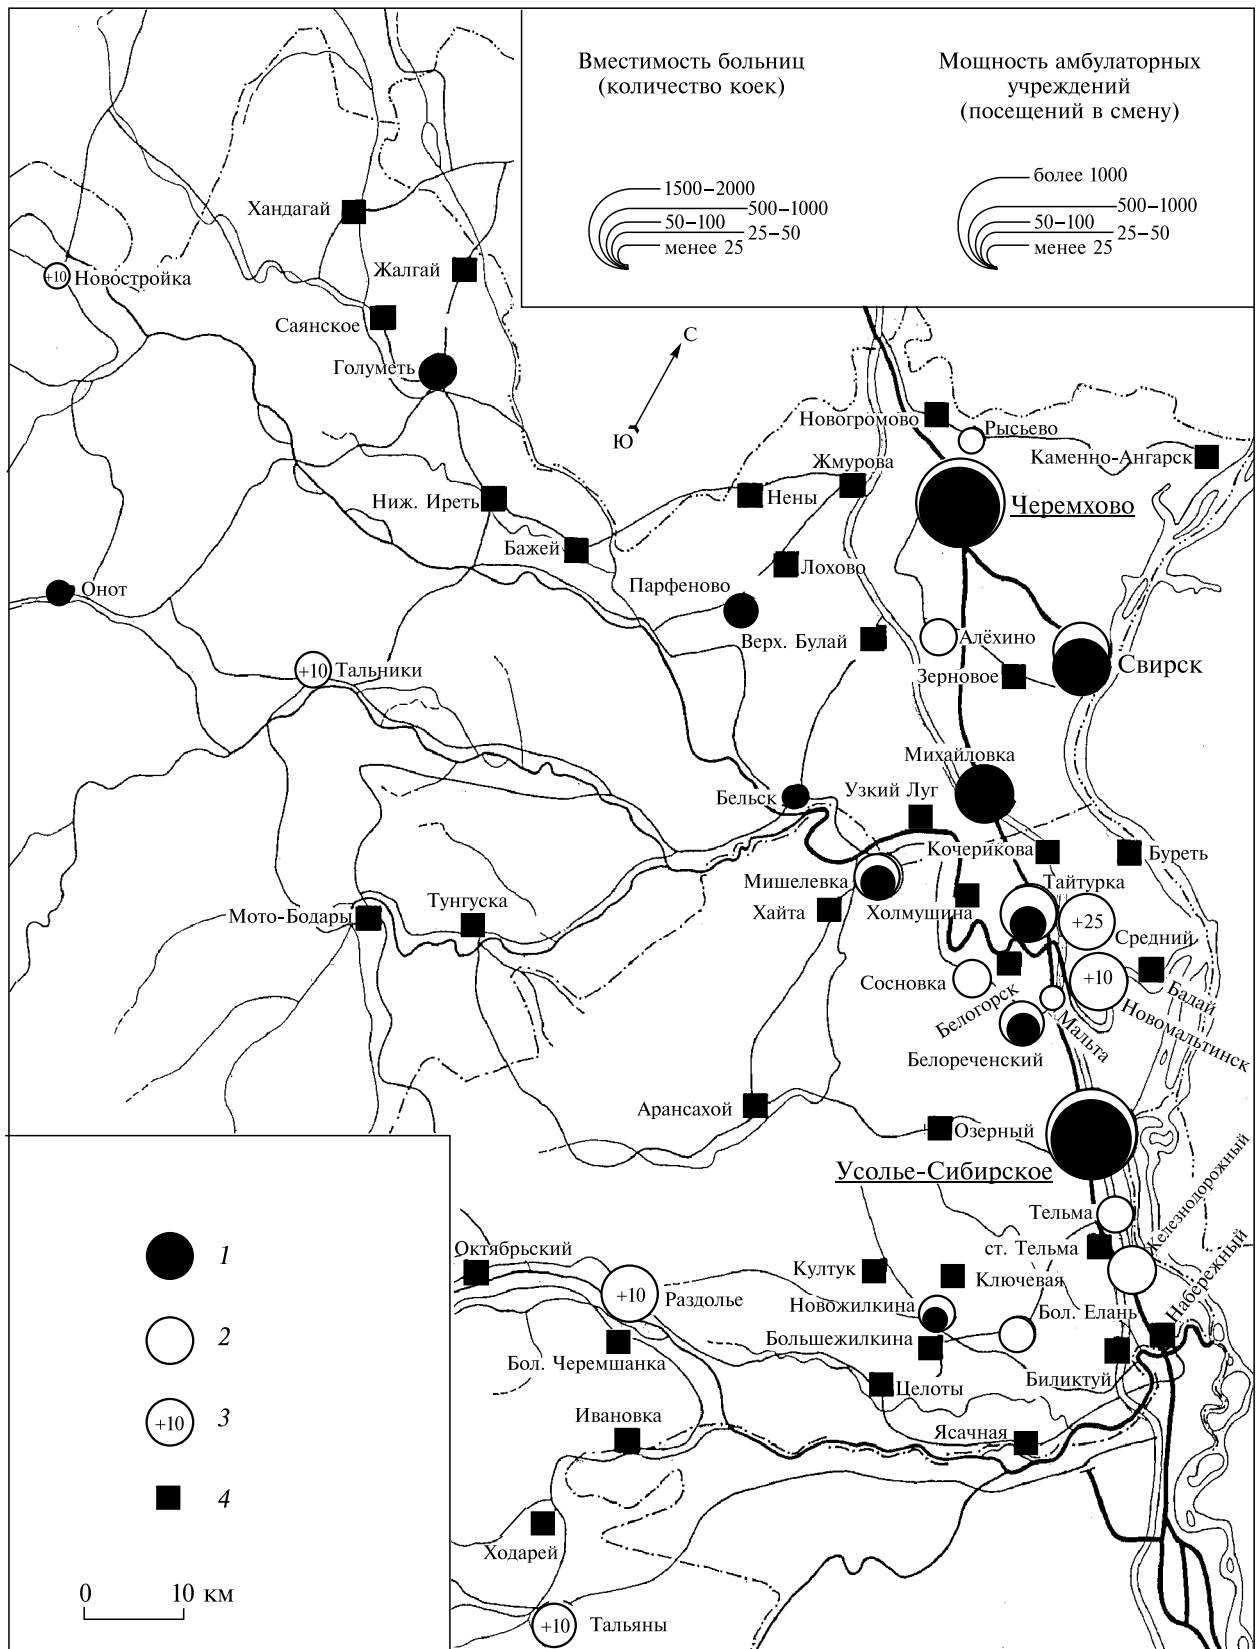 Вместимость больниц
(количество коек)
1500–2000
500–1000
50–100
25–50
менее 25
Мощность амбулаторных
учреждений
(посещений в смену)
более 1000
500–1000
50–100
25–50
менее 25
Хандагай
Жалгай
+10
Новостройка
Саянское
Голуметь
С
Ю
Новогромово
Рысьево
Каменно-Ангарск
Жмурова
Нены
Ниж. Иреть
Черемхово
Бажей
Лохово
Парфеново
Онот
Верх. Булай
Алёхино
Свирск
Зерновое
+10
Тальники
Михайловка
Узкий Луг
Бельск
Кочерикова
Буреть
Мишелевка
Тайтурка
Хайта
Холмушина
Тунгуска
Мото-Бодары
+25
Средний
Сосновка
+10
Бадай
Белогорск
Мальта
Новомальтинск
Белореченский
Арансахой
Озерный
Усолье-Сибирское
Тельма
Железнодорожный
ст. Тельма
Октябрьский
Култук
Ключевая
Набережный
+10
Раздолье
Новожилкина
Бол. Елань
Большежилкина
Бол. Черемшанка
Биликтуй
Целоты
Ивановка
Ясачная
Ходарей
+10
Тальяны
1
2
+10
3
4
0
10 км